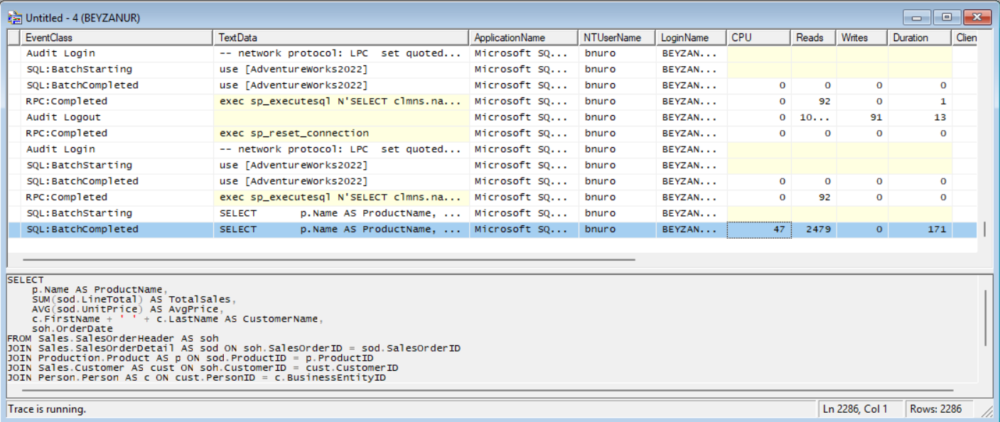 Untitled - 4 (BEYZANUR)
EventClass TextData ApplicationName NTUserName LoginName CPU Reads Writes Duration Clien
Audit Login -- network protocol: LPC set quoted... Microsoft SQ... bnuro BEYZAN...
SQL:BatchStarting use [AdventureWorks2022] Microsoft SQ... bnuro BEYZAN...
SQL:BatchCompleted use [AdventureWorks2022] Microsoft SQ... bnuro BEYZAN... 0 0 0 0
RPC:Completed exec sp_executesql N'SELECT clmns.na... Microsoft SQ... bnuro BEYZAN... 0 92 0 1
Audit Logout Microsoft SQ... bnuro BEYZAN... 0 10... 91 13
RPC:Completed exec sp_reset_connection Microsoft SQ... bnuro BEYZAN... 0 0 0 0
Audit Login -- network protocol: LPC set quoted... Microsoft SQ... bnuro BEYZAN...
SQL:BatchStarting use [AdventureWorks2022] Microsoft SQ... bnuro BEYZAN...
SQL:BatchCompleted use [AdventureWorks2022] Microsoft SQ... bnuro BEYZAN... 0 0 0 0
RPC:Completed exec sp_executesql N'SELECT clmns.na... Microsoft SQ... bnuro BEYZAN... 0 92 0 0
SQL:BatchStarting SELECT p.Name AS ProductName, ... Microsoft SQ... bnuro BEYZAN...
SQL:BatchCompleted SELECT p.Name AS ProductName, ... Microsoft SQ... bnuro BEYZAN... 47 2479 0 171
SELECT
p.Name AS ProductName,
SUM(sod.LineTotal) AS TotalSales,
AVG(sod.UnitPrice) AS AvgPrice,
c.FirstName + ' ' + c.LastName AS CustomerName,
soh.OrderDate
FROM Sales.SalesOrderHeader AS soh
JOIN Sales.SalesOrderDetail AS sod ON soh.SalesOrderID = sod.SalesOrderID
JOIN Production.Product AS p ON sod.ProductID = p.ProductID
JOIN Sales.Customer AS cust ON soh.CustomerID = cust.CustomerID
JOIN Person.Person AS c ON cust.PersonID = c.BusinessEntityID
Trace is running. Ln 2286, Col 1 Rows: 2286